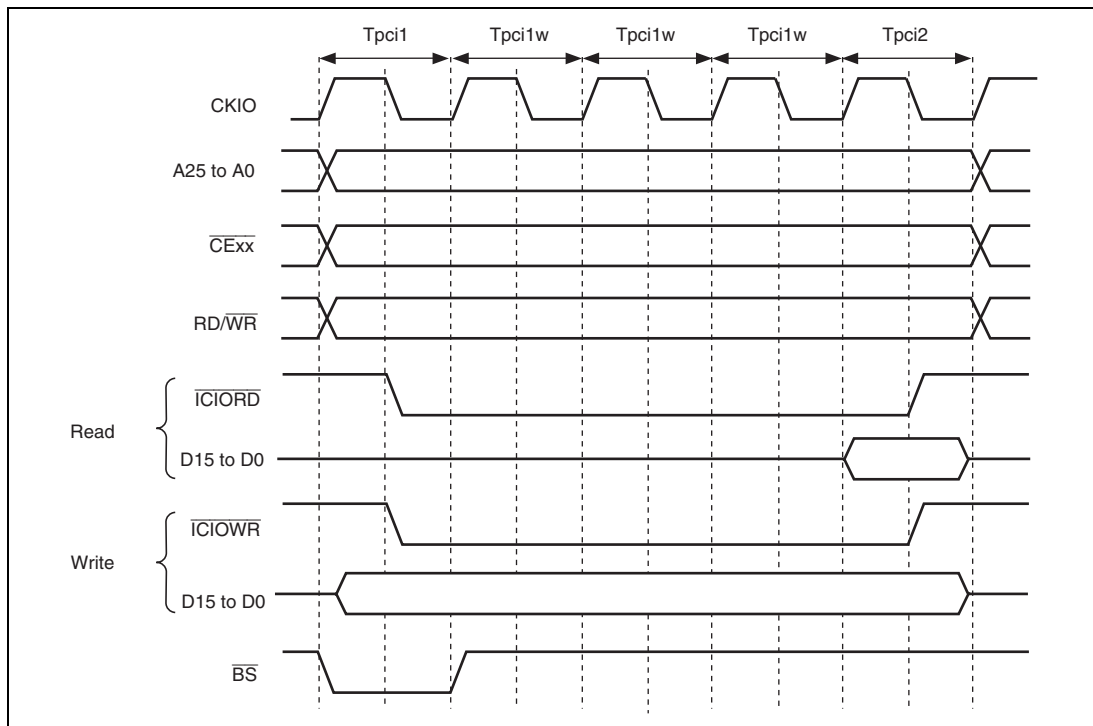 Tpci1 Tpci1w Tpci1w Tpci1w Tpci2
CKIO
A25 to A0
CExx
RD/WR
ICIORD
Read
D15 to D0
ICIOWR
Write
D15 to D0
BS